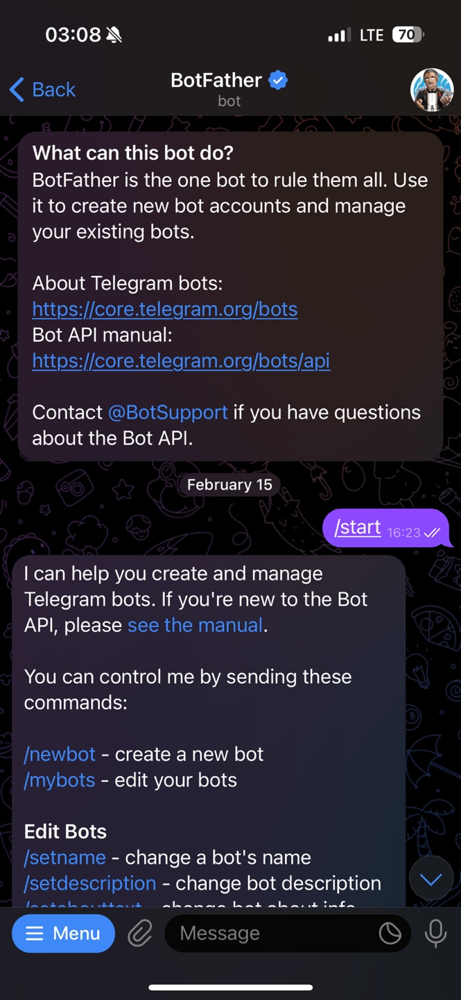 03:08
LTE
70
Back
BotFather
bot
What can this bot do?
BotFather is the one bot to rule them all. Use
it to create new bot accounts and manage
your existing bots.
About Telegram bots:
https://core.telegram.org/bots
Bot API manual:
https://core.telegram.org/bots/api
Contact @BotSupport if you have questions
about the Bot API.
February 15
/start 16:23
I can help you create and manage
Telegram bots. If you're new to the Bot
API, please see the manual.
You can control me by sending these
commands:
/newbot - create a new bot
/mybots - edit your bots
Edit Bots
/setname - change a bot's name
/setdescription - change bot description
/setabouttext - change bot about info
Menu
Message